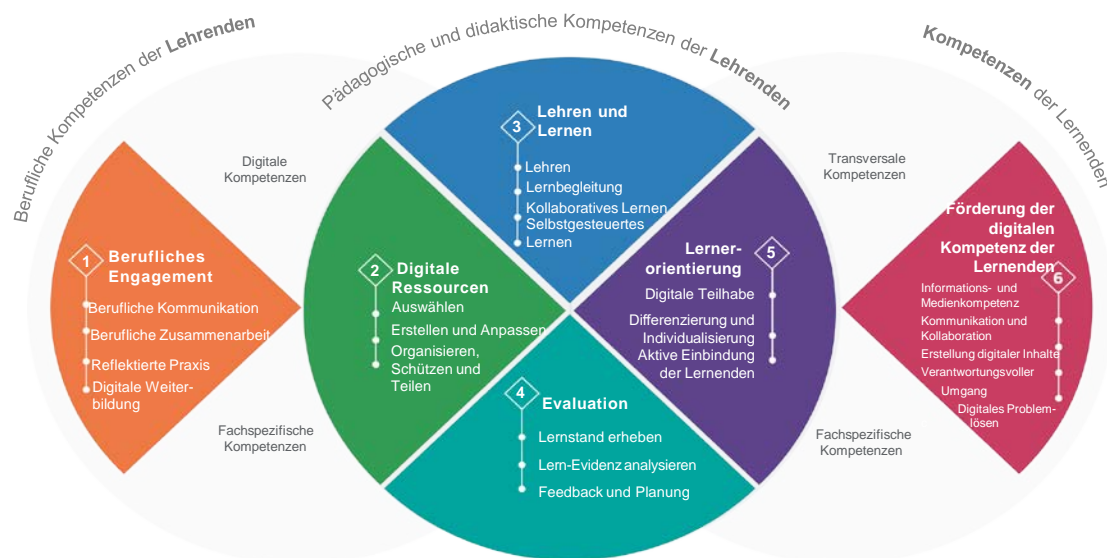 Berufliche Kompetenzen der Lehrenden
Pädagogische und didaktische Kompetenzen der Lehrenden
Kompetenzen der Lernenden
Digitale
Kompetenzen
Fachspezifische
Kompetenzen
Transversale
Kompetenzen
Fachspezifische
Kompetenzen
1
Berufliches
Engagement
Berufliche Kommunikation
Berufliche Zusammenarbeit
Reflektierte Praxis
Digitale Weiter-
bildung
2
Digitale
Ressourcen
Auswählen
Erstellen und Anpassen
Organisieren,
Schützen und
Teilen
3
Lehren und
Lernen
Lehren
Lernbegleitung
Kollaboratives Lernen
Selbstgesteuertes
Lernen
4
Evaluation
Lernstand erheben
Lern-Evidenz analysieren
Feedback und Planung
5
Lerner-
orientierung
Digitale Teilhabe
Differenzierung und
Individualisierung
Aktive Einbindung
der Lernenden
6
Förderung der
digitalen
Kompetenz der
Lernenden
Informations- und
Medienkompetenz
Kommunikation und
Kollaboration
Erstellung digitaler Inhalte
Verantwortungsvoller
Umgang
Digitales Problem-
lösen